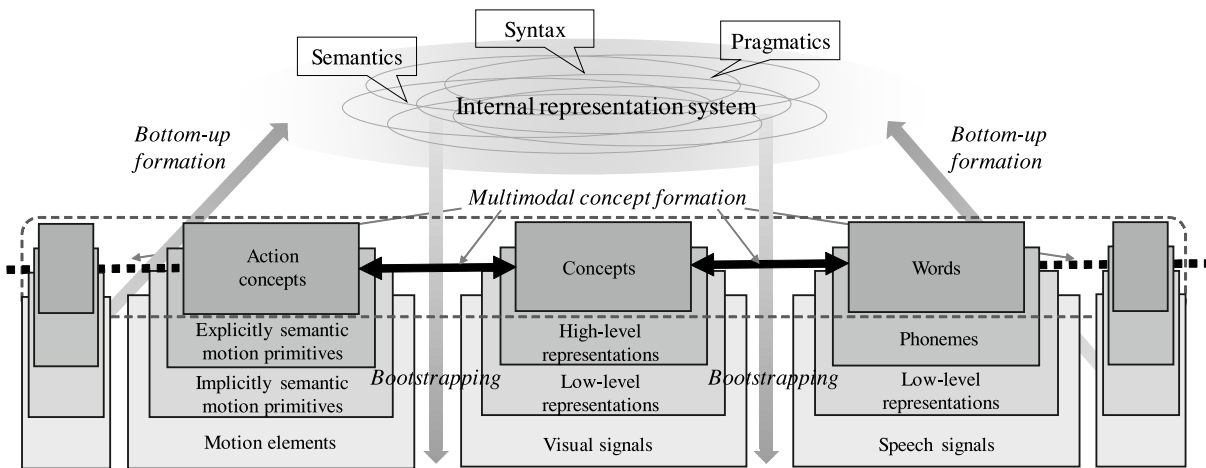 Syntax
Pragmatics
Semantics
Internal representation system
Bottom-up
formation
Bottom-up
formation
Multimodal concept formation
Action
concepts
Concepts
Words
Explicitly semantic
motion primitives
High-level
representations
Phonemes
Bootstrapping
Bootstrapping
Implicitly semantic
motion primitives
Low-level
representations
Low-level
representations
Motion elements
Visual signals
Speech signals